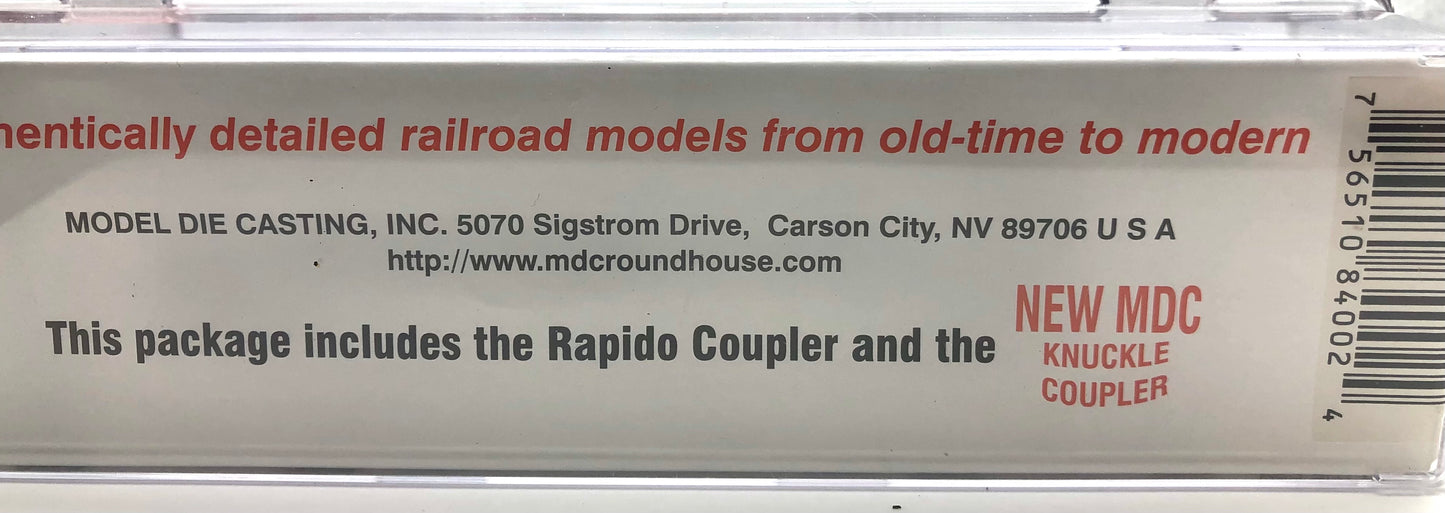 hentically detailed railroad models from old-time to modern
MODEL DIE CASTING, INC. 5070 Sigstrom Drive, Carson City, NV 89706 U S A
http://www.mdcroundhouse.com
This package includes the Rapido Coupler and the
NEW MDC
KNUCKLE
COUPLER
7 56510 84002 4